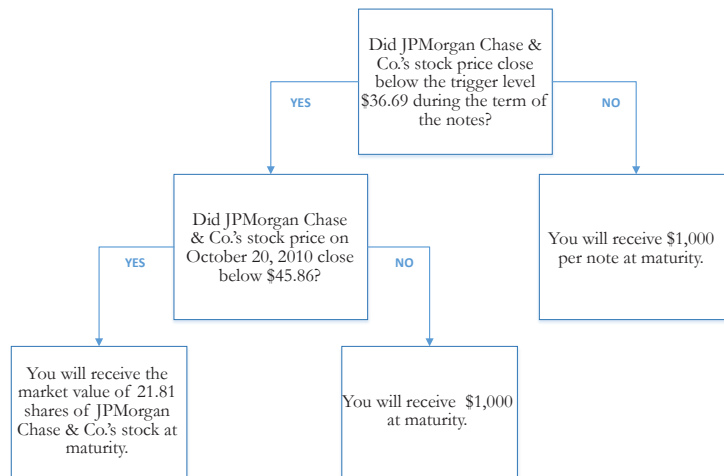 Did JPMorgan Chase &
Co.'s stock price close
below the trigger level
$36.69 during the term of
the notes?
YES
NO
Did JPMorgan Chase
& Co.'s stock price on
October 20, 2010 close
below $45.86?
You will receive $1,000
per note at maturity.
YES
NO
You will receive the
market value of 21.81
shares of JPMorgan
Chase & Co.'s stock at
maturity.
You will receive  $1,000
at maturity.